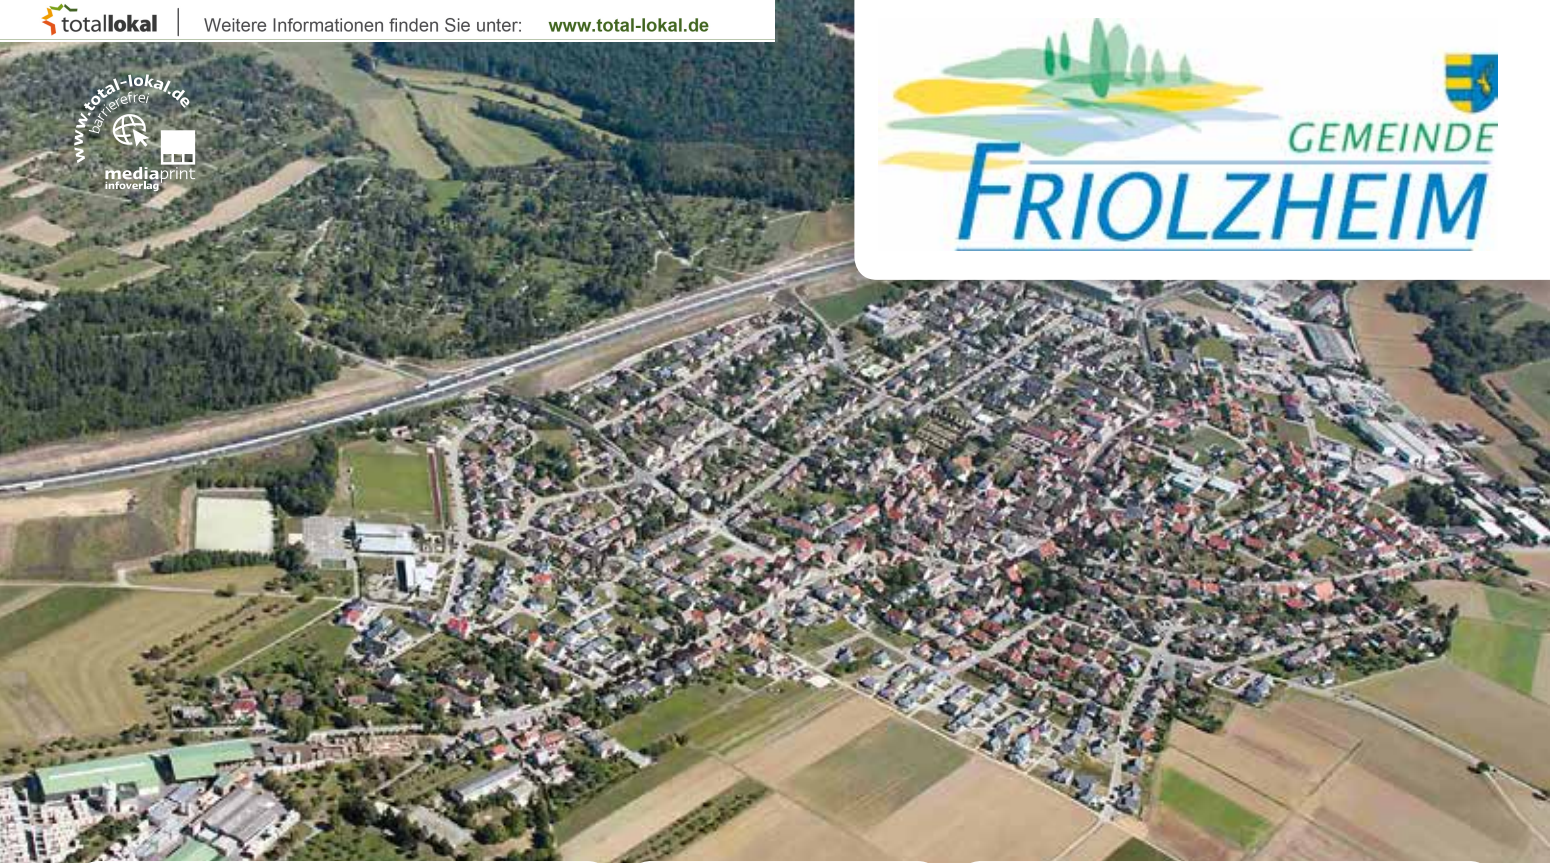 totallokal
Weitere Informationen finden Sie unter: www.total-lokal.de
www.total-lokal.de
barrierefrei
mediaprint
infoverlag
GEMEINDE
FRIOLZHEIM